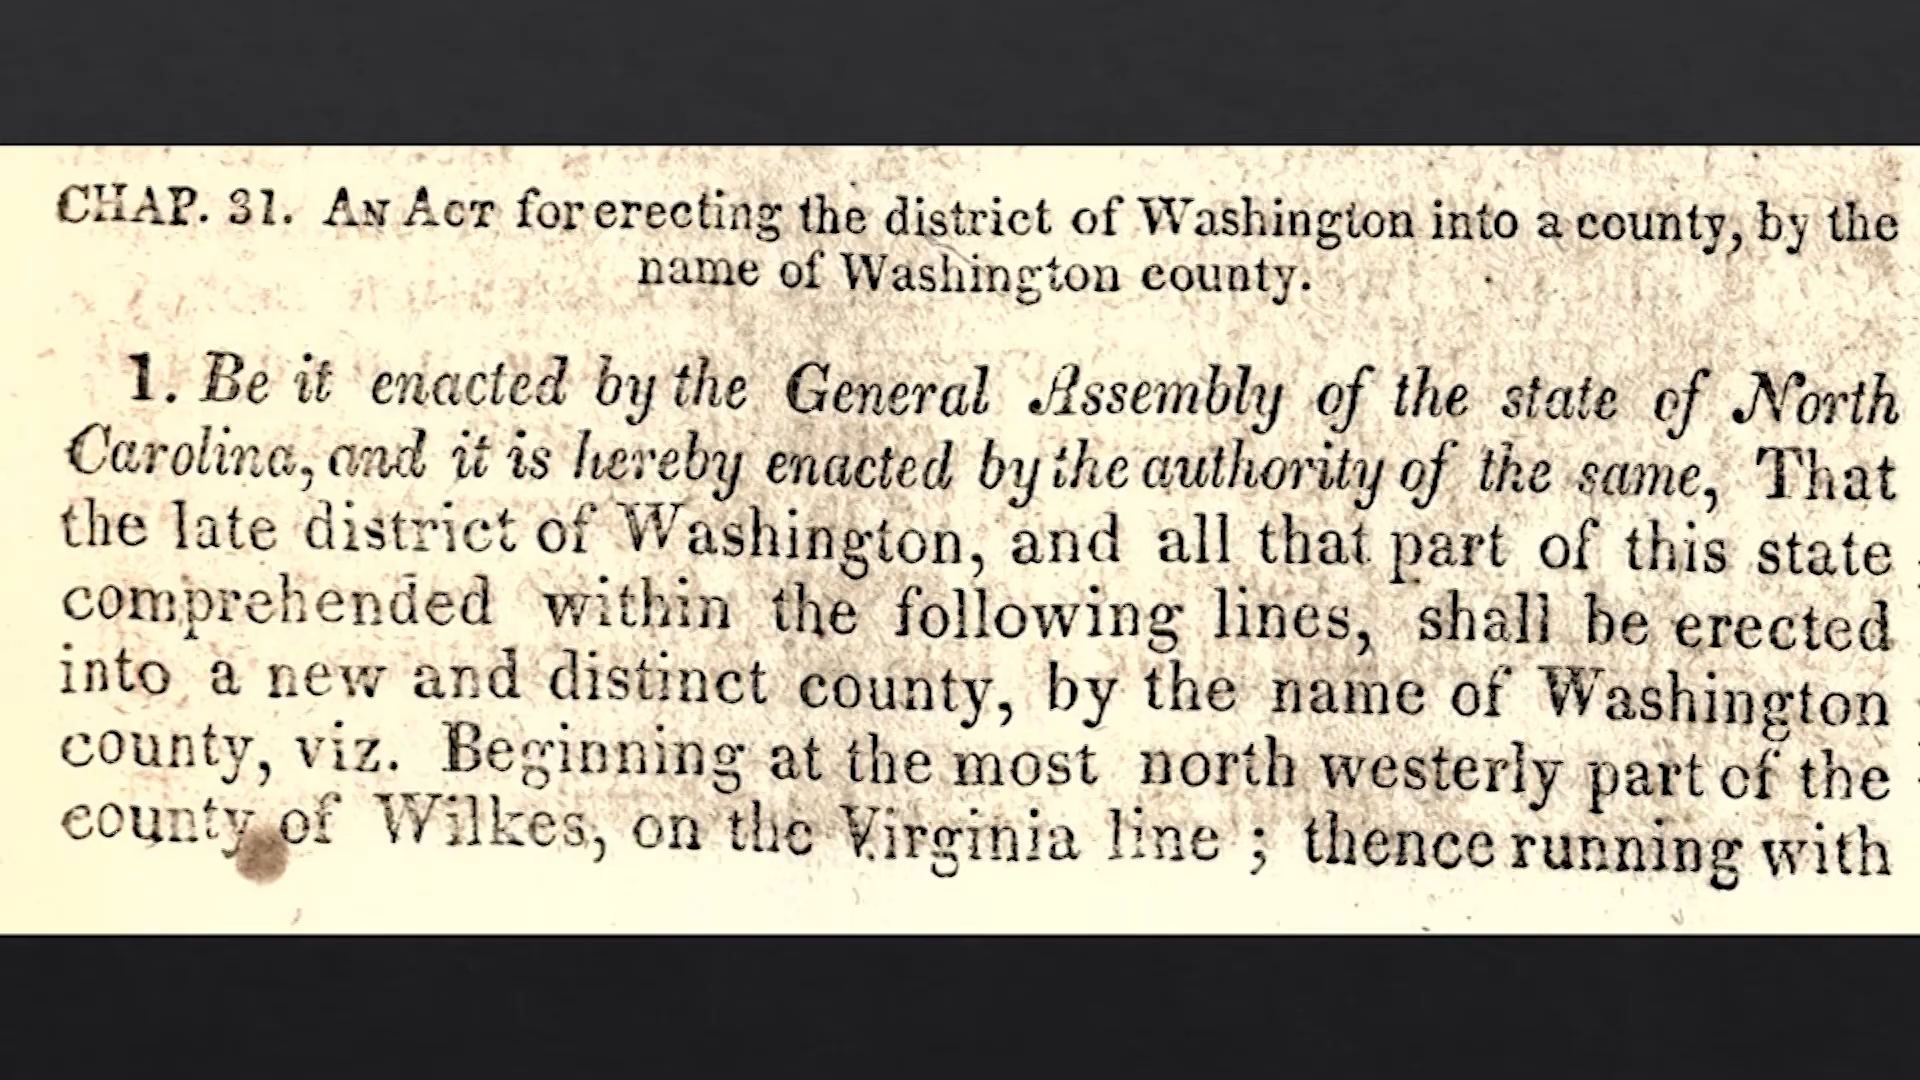 CHAP. 31. AN ACT for erecting the district of Washington into a county, by the
name of Washington county.
1. Be it enacted by the General Assembly of the state of North
Carolina, and it is hereby enacted by the authority of the same, That
the late district of Washington, and all that part of this state
comprehended within the following lines, shall be erected
into a new and distinct county, by the name of Washington
county, viz. Beginning at the most north westerly part of the
county of Wilkes, on the Virginia line ; thence running with